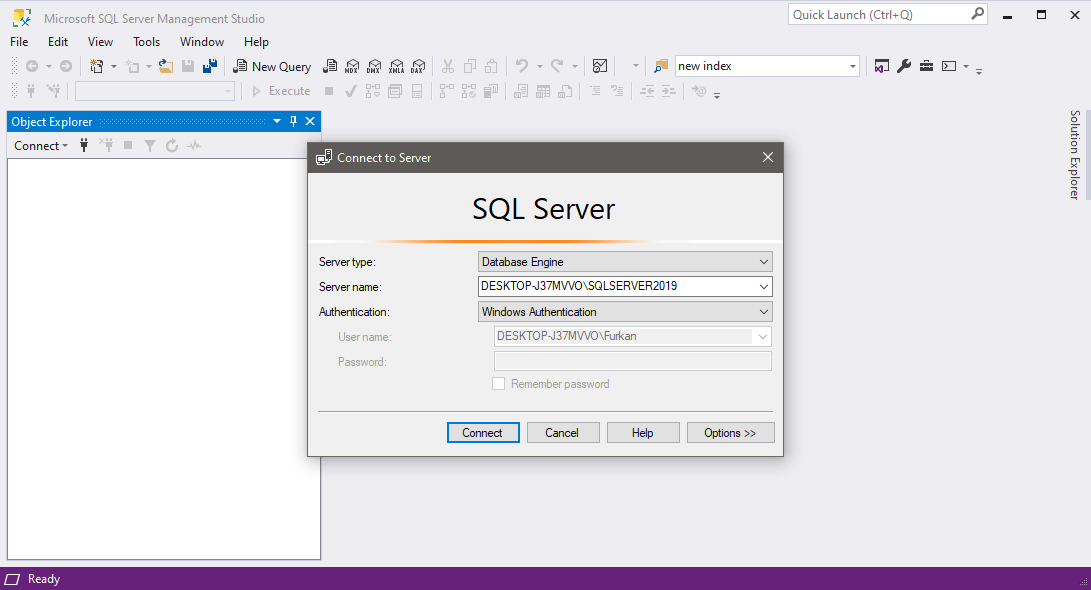 Microsoft SQL Server Management Studio
Quick Launch (Ctrl+Q)
File Edit View Tools Window Help
New Query MDX DMX XMLA DAX new index
Execute
Object Explorer
Connect
Solution Explorer
Connect to Server
SQL Server
Server type: Database Engine
Server name: DESKTOP-J37MVVO\SQLSERVER2019
Authentication: Windows Authentication
User name: DESKTOP-J37MVVO\Furkan
Password:
Remember password
Connect Cancel Help Options >>
Ready